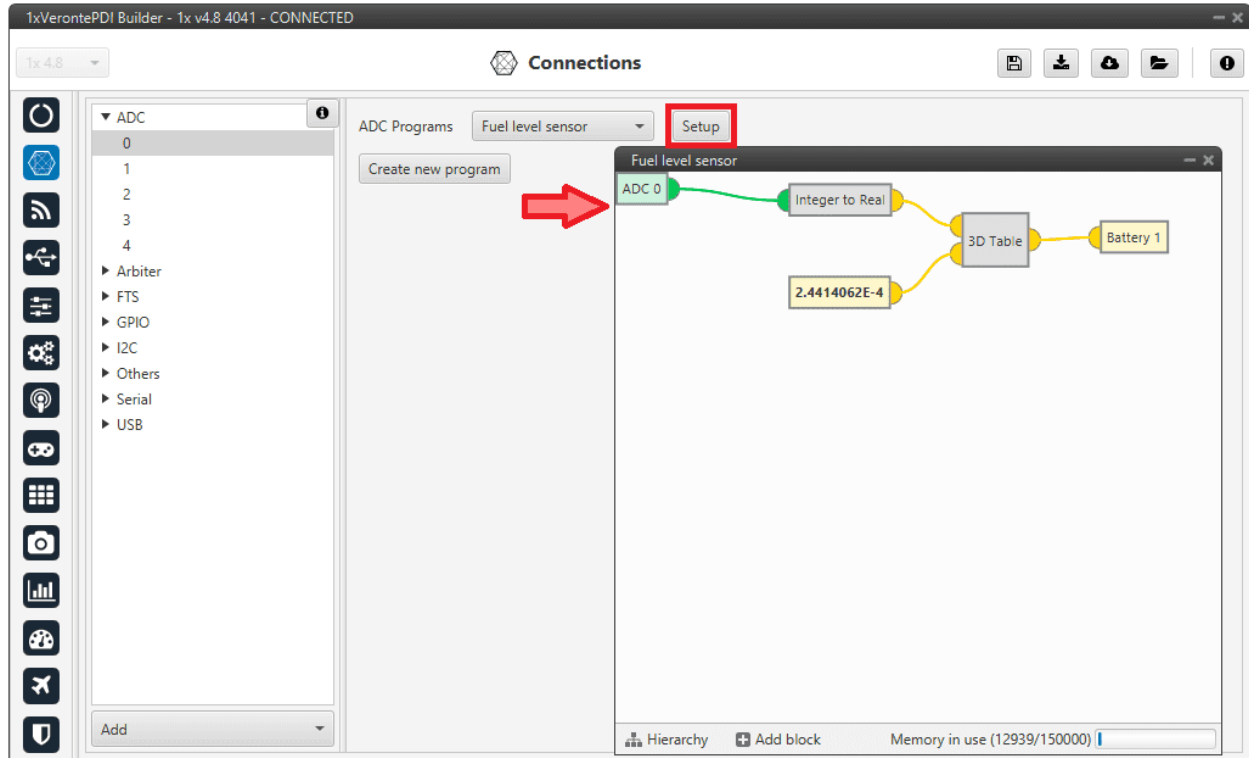 1xVerontePDI Builder - 1x v4.8 4041 - CONNECTED
1x 4.8
Connections
ADC
0
1
2
3
4
Arbiter
FTS
GPIO
I2C
Others
Serial
USB
Add
ADC Programs Fuel level sensor Setup
Create new program
Fuel level sensor
ADC 0
Integer to Real
3D Table
Battery 1
2.4414062E-4
Hierarchy Add block Memory in use (12939/150000)